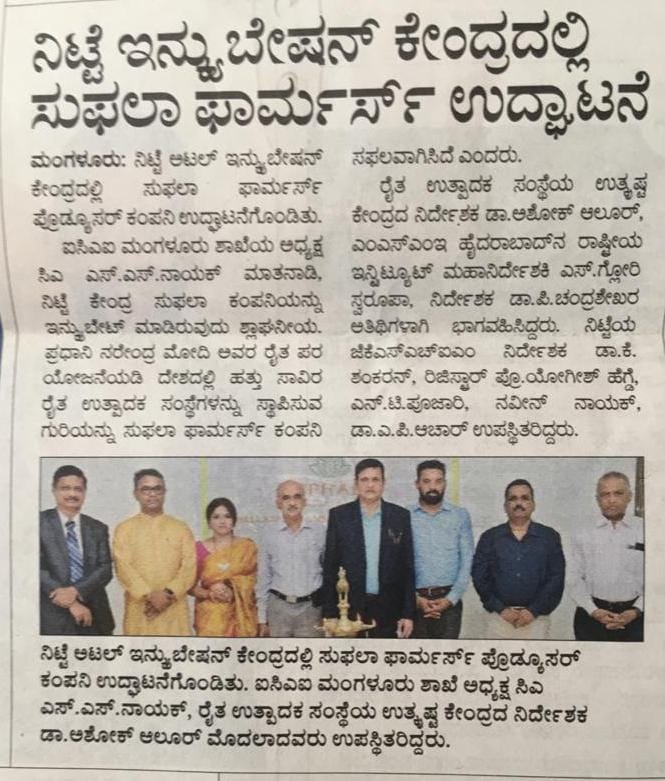 ನಿಟ್ಟೆ ಇನ್ಕ್ಯುಬೇಷನ್ ಕೇಂದ್ರದಲ್ಲಿ
ಸುಫಲಾ ಫಾರ್ಮರ್ಸ್ ಉದ್ಘಾಟನೆ
ಮಂಗಳೂರು: ನಿಟ್ಟೆ ಅಟಲ್ ಇನ್ಕ್ಯುಬೇಷನ್
ಕೇಂದ್ರದಲ್ಲಿ ಸುಫಲಾ ಫಾರ್ಮರ್ಸ್
ಪ್ರೊಡ್ಯೂಸರ್ ಕಂಪನಿ ಉದ್ಘಾಟನೆಗೊಂಡಿತು.
ಐಸಿಎಐ ಮಂಗಳೂರು ಶಾಖೆಯ ಅಧ್ಯಕ್ಷ
ಸಿಎ ಎಸ್.ಎಸ್.ನಾಯಕ್ ಮಾತನಾಡಿ,
ನಿಟ್ಟೆ ಕೇಂದ್ರ ಸುಫಲಾ ಕಂಪನಿಯನ್ನು
ಇನ್ಕ್ಯುಬೇಟ್ ಮಾಡಿರುವುದು ಶ್ಲಾಘನೀಯ.
ಪ್ರಧಾನಿ ನರೇಂದ್ರ ಮೋದಿ ಅವರ ರೈತ ಪರ
ಯೋಜನೆಯಡಿ ದೇಶದಲ್ಲಿ ಹತ್ತು ಸಾವಿರ
ರೈತ ಉತ್ಪಾದಕ ಸಂಸ್ಥೆಗಳನ್ನು ಸ್ಥಾಪಿಸುವ
ಗುರಿಯನ್ನು ಸುಫಲಾ ಫಾರ್ಮರ್ಸ್ ಕಂಪನಿ
ಸಫಲವಾಗಿಸಿದೆ ಎಂದರು.
ರೈತ ಉತ್ಪಾದಕ ಸಂಸ್ಥೆಯ ಉತ್ಕೃಷ್ಟ
ಕೇಂದ್ರದ ನಿರ್ದೇಶಕ ಡಾ.ಅಶೋಕ್ ಆಲೂರ್,
ಎಂಎಸ್ಎಂಇ ಹೈದರಾಬಾದ್‌ನ ರಾಷ್ಟ್ರೀಯ
ಇನ್ಟಿಟ್ಯೂಟ್ ಮಹಾನಿರ್ದೇಶಕಿ ಎಸ್.ಗ್ಲೋರಿ
ಸ್ವರೂಪಾ, ನಿರ್ದೇಶಕ ಡಾ.ಪಿ.ಚಂದ್ರಶೇಖರ
ಅತಿಥಿಗಳಾಗಿ ಭಾಗವಹಿಸಿದ್ದರು. ನಿಟ್ಟೆಯ
ಜೆಕೆಎಸ್ಎಚ್ಐಎಂ ನಿರ್ದೇಶಕ ಡಾ.ಕೆ.
ಶಂಕರನ್, ರಿಜಿಸ್ಟಾರ್ ಪ್ರೊ.ಯೋಗೀಶ್ ಹೆಗ್ಡೆ,
ಎನ್.ಟಿ.ಪೂಜಾರಿ, ನವೀನ್ ನಾಯಕ್,
ಡಾ.ಎ.ಪಿ.ಆಚಾರ್ ಉಪಸ್ಥಿತರಿದ್ದರು.
ನಿಟ್ಟೆ ಅಟಲ್ ಇನ್ಕ್ಯುಬೇಷನ್ ಕೇಂದ್ರದಲ್ಲಿ ಸುಫಲಾ ಫಾರ್ಮರ್ಸ್ ಪ್ರೊಡ್ಯೂಸರ್
ಕಂಪನಿ ಉದ್ಘಾಟನೆಗೊಂಡಿತು. ಐಸಿಎಐ ಮಂಗಳೂರು ಶಾಖೆ ಅಧ್ಯಕ್ಷ ಸಿಎ
ಎಸ್.ಎಸ್.ನಾಯಕ್, ರೈತ ಉತ್ಪಾದಕ ಸಂಸ್ಥೆಯ ಉತ್ಕೃಷ್ಟ ಕೇಂದ್ರದ ನಿರ್ದೇಶಕ
ಡಾ.ಅಶೋಕ್ ಆಲೂರ್ ಮೊದಲಾದವರು ಉಪಸ್ಥಿತರಿದ್ದರು.